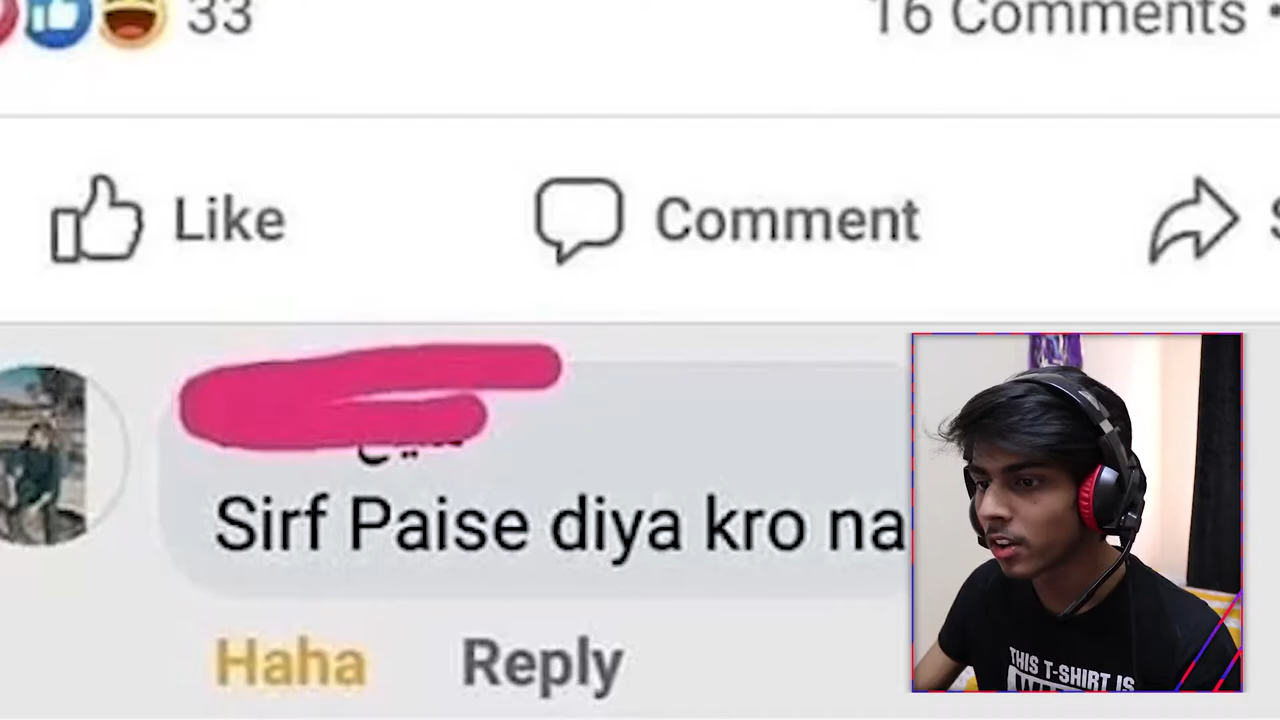 33
16 Comments •
Like
Comment
Sirf Paise diya kro na
Haha
Reply
THIS T-SHIRT IS